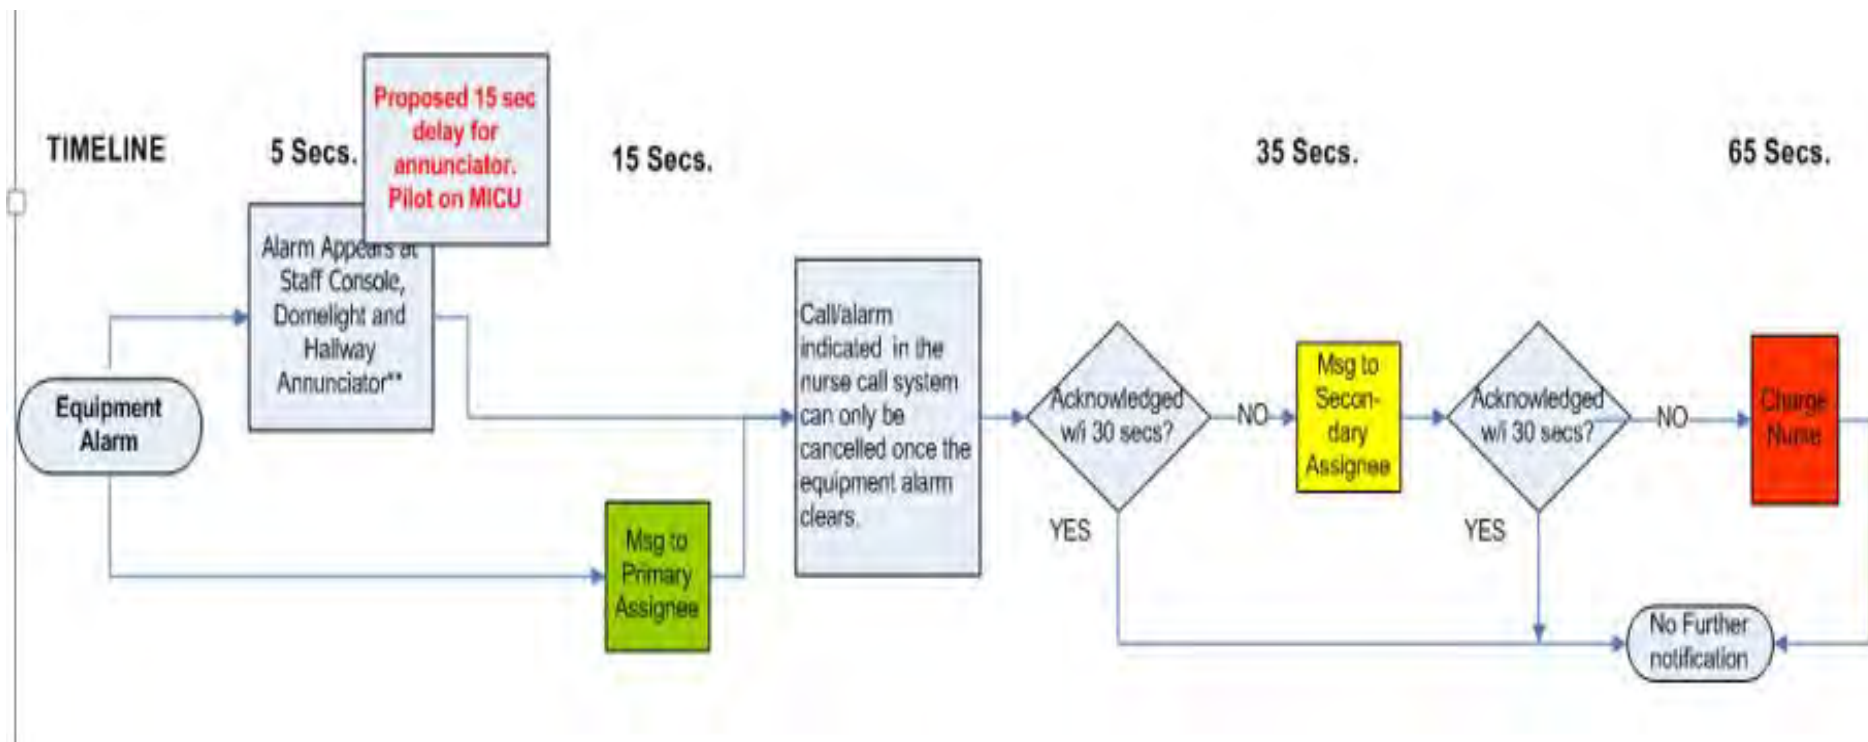 TIMELINE
5 Secs.
Proposed 15 sec
delay for
annunciator.
Pilot on MICU
15 Secs.
35 Secs.
65 Secs.
Equipment
Alarm
Alarm Appears at
Staff Console,
Domelight and
Hallway
Annunciator**
Msg to
Primary
Assignee
Call/alarm
indicated in the
nurse call system
can only be
cancelled once the
equipment alarm
clears.
Acknowledged
w/i 30 secs?
NO
YES
Msg to
Secon-
dary
Assignee
Acknowledged
w/i 30 secs?
NO
YES
Charge
Nurse
No Further
notification